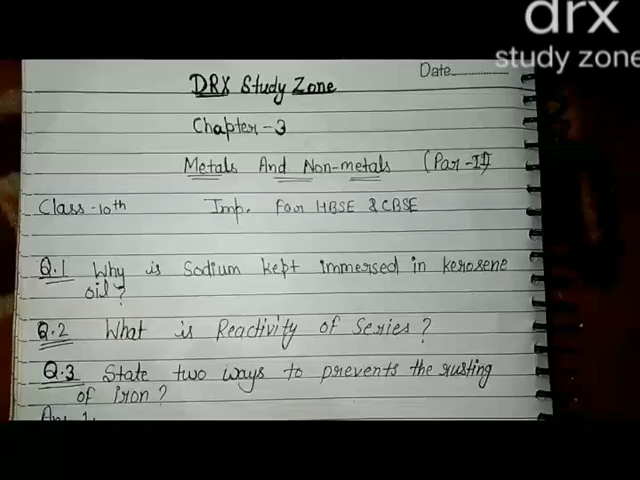 drx
study zone
Date
DRX Study Zone
Chapter-3
Metals And Non-metals (Par-II)
Class-10th Imp. For HBSE & CBSE
Q.1 Why is Sodium kept immersed in kerosene
oil?
Q.2 What is Reactivity of Series?
Q.3 State two ways to prevents the rusting
of iron?
Ans 1.